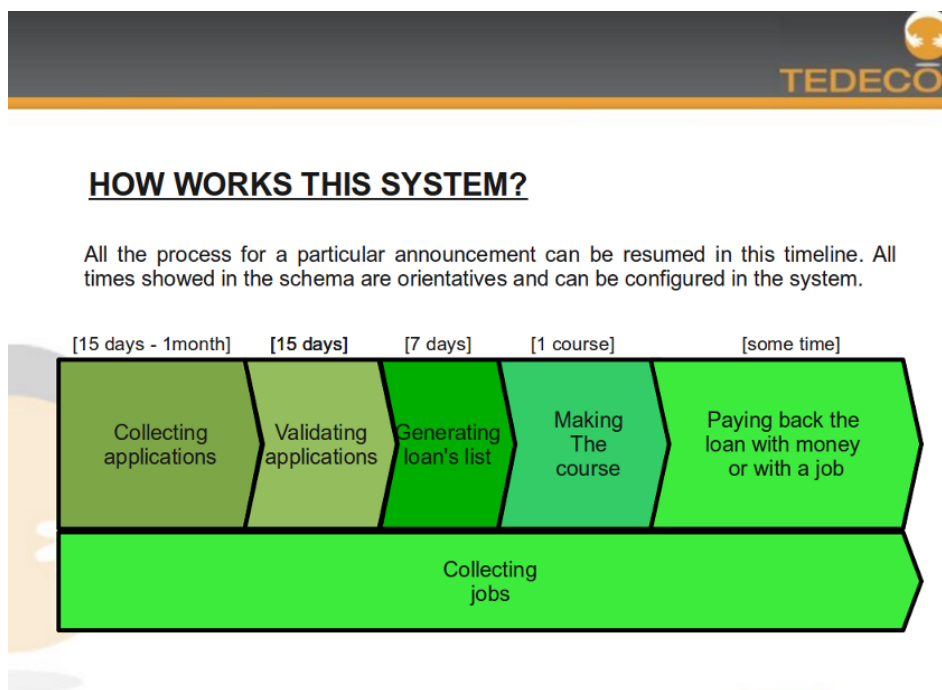 TEDECO
HOW WORKS THIS SYSTEM?
All the process for a particular announcement can be resumed in this timeline. All
times showed in the schema are orientatives and can be configured in the system.
[15 days - 1month] [15 days] [7 days] [1 course] [some time]
Collecting
applications
Validating
applications
Generating
loan's list
Making
The
course
Paying back the
loan with money
or with a job
Collecting
jobs